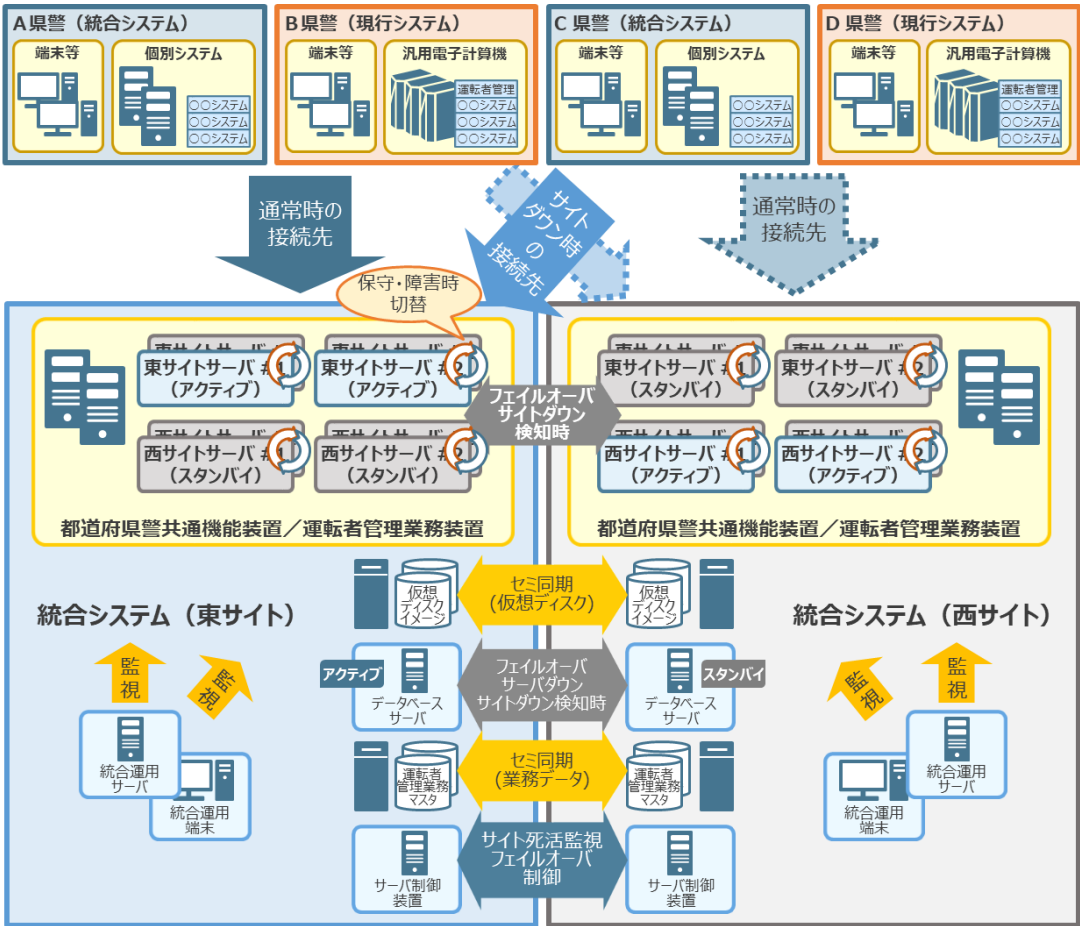 A県警（統合システム）
端末等
個別システム
○○システム
○○システム
○○システム
B県警（現行システム）
端末等
汎用電子計算機
運転者管理
○○システム
○○システム
○○システム
C県警（統合システム）
端末等
個別システム
○○システム
○○システム
○○システム
D県警（現行システム）
端末等
汎用電子計算機
運転者管理
○○システム
○○システム
○○システム
通常時の
接続先
サイト
ダウン時
の
接続先
通常時の
接続先
保守・障害時
切替
東サイトサーバ #1
（アクティブ）
東サイトサーバ #2
（アクティブ）
西サイトサーバ #1
（スタンバイ）
西サイトサーバ #2
（スタンバイ）
都道府県警共通機能装置／運転者管理業務装置
フェイルオーバ
サイトダウン
検知時
東サイトサーバ #1
（スタンバイ）
東サイトサーバ #2
（スタンバイ）
西サイトサーバ #1
（アクティブ）
西サイトサーバ #2
（アクティブ）
都道府県警共通機能装置／運転者管理業務装置
統合システム（東サイト）
監視
監視
統合運用
サーバ
統合運用
端末
仮想
ディスク
イメージ
セミ同期
(仮想ディスク)
仮想
ディスク
イメージ
アクティブ
データベース
サーバ
フェイルオーバ
サーバダウン
サイトダウン検知時
スタンバイ
データベース
サーバ
運転者
管理業務
マスタ
セミ同期
(業務データ)
運転者
管理業務
マスタ
サーバ制御
装置
サイト死活監視
フェイルオーバ
制御
サーバ制御
装置
統合システム（西サイト）
監視
監視
統合運用
サーバ
統合運用
端末